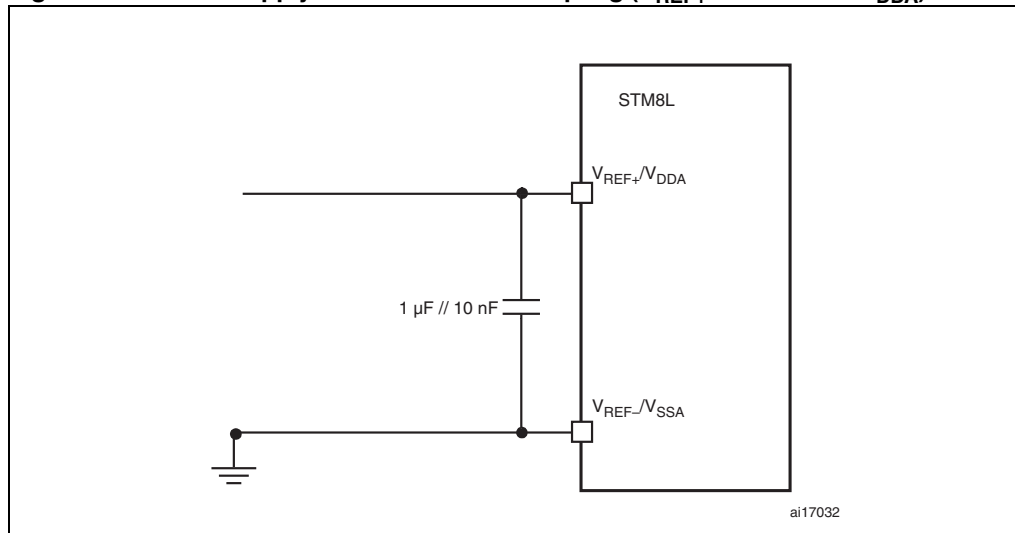 STM8L
VREF+/VDDA
1 µF // 10 nF
VREF–/VSSA
ai17032